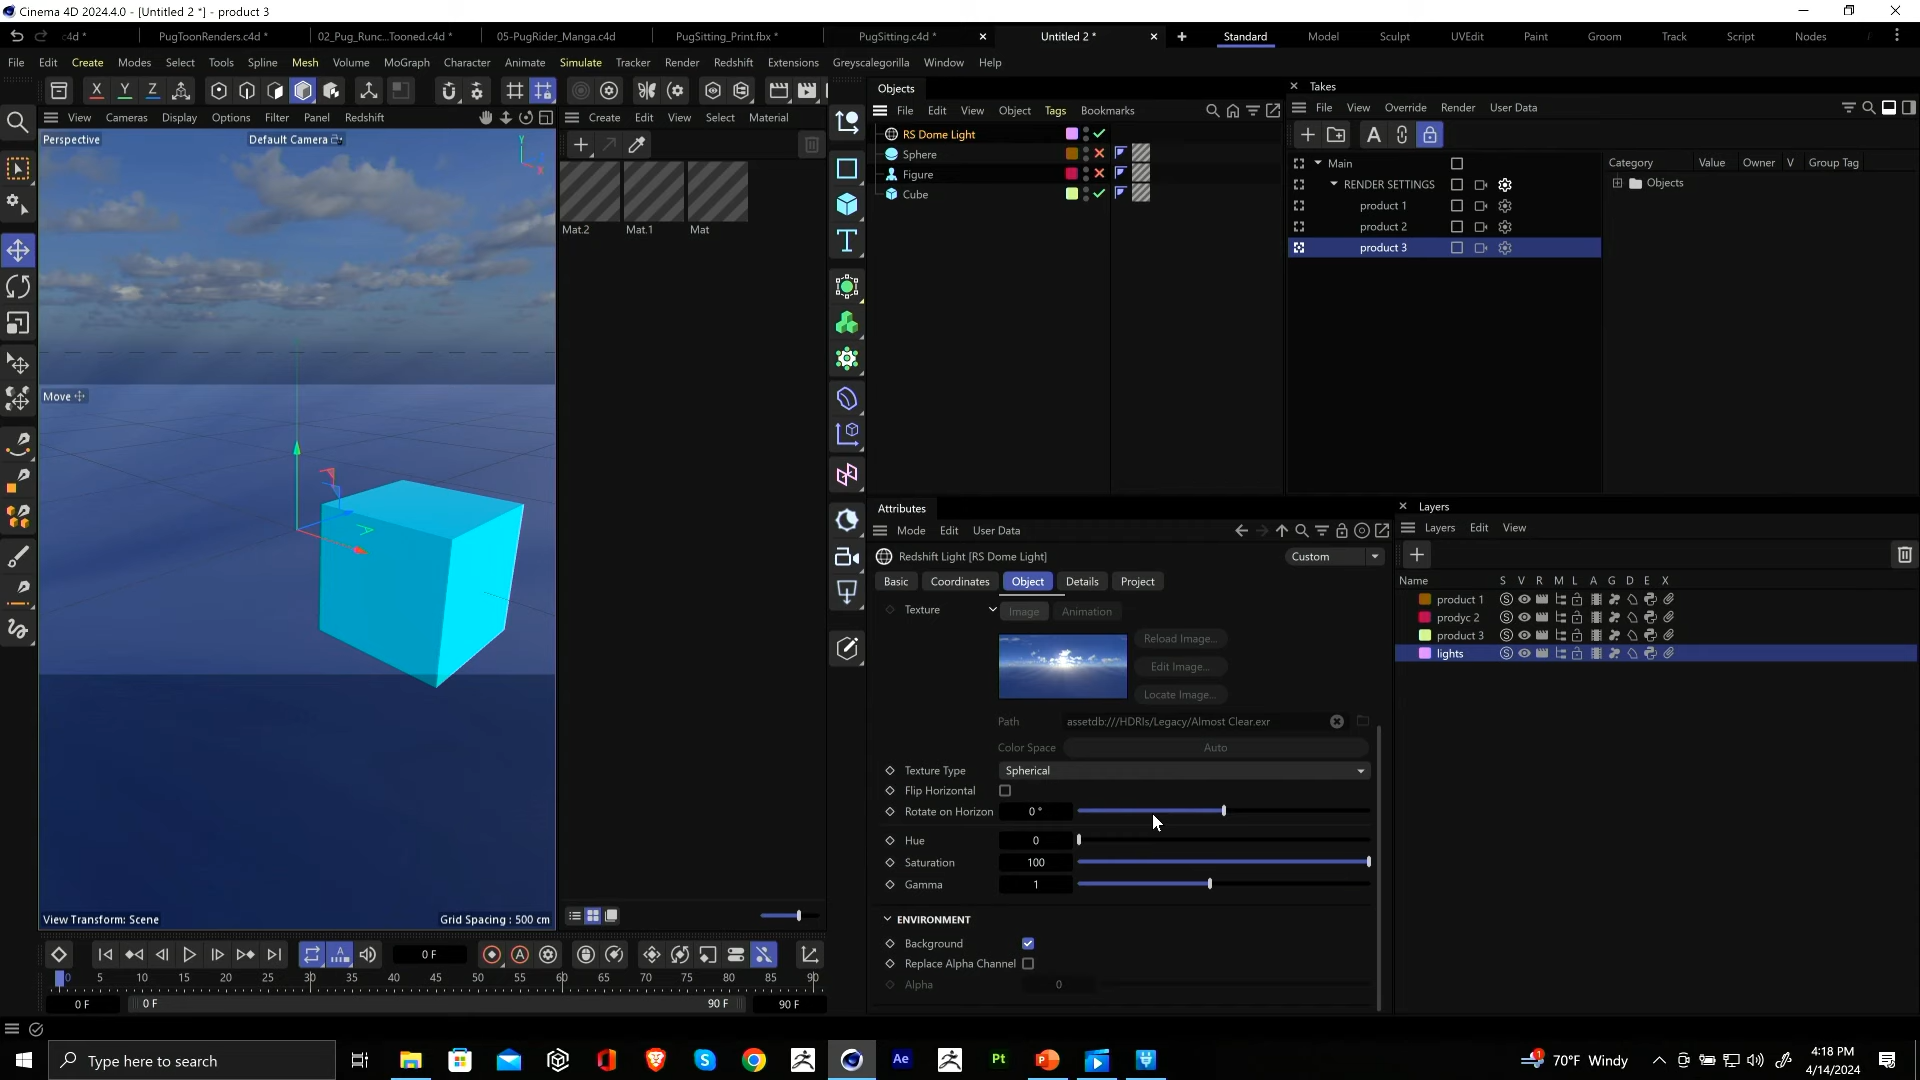 Cinema 4D 2024.4.0 - [Untitled 2 *] - product 3
c4d *
PugToonRenders.c4d *
02_Pug_Runc...Tooned.c4d *
05-PugRider_Manga.c4d
PugSitting_Print.fbx *
PugSitting.c4d *
Untitled 2 *
Standard
Model
Sculpt
UVEdit
Paint
Groom
Track
Script
Nodes
File Edit Create Modes Select Tools Spline Mesh Volume MoGraph Character Animate Simulate Tracker Render Redshift Extensions Greyscalegorilla Window Help
X Y Z
View Cameras Display Options Filter Panel Redshift
Perspective
Default Camera
Y
X
Move
View Transform: Scene
Grid Spacing : 500 cm
Create Edit View Select Material
Mat.2
Mat.1
Mat
Objects
File Edit View Object Tags Bookmarks
RS Dome Light
Sphere
Figure
Cube
Takes
File View Override Render User Data
A
Main
RENDER SETTINGS
product 1
product 2
product 3
Category Value Owner V Group Tag
Objects
Attributes
Mode Edit User Data
Redshift Light [RS Dome Light]
Custom
Basic Coordinates Object Details Project
Texture
Image Animation
Reload Image...
Edit Image...
Locate Image...
Path assetdb:///HDRIs/Legacy/Almost Clear.exr
Color Space Auto
Texture Type Spherical
Flip Horizontal
Rotate on Horizon 0 °
Hue 0
Saturation 100
Gamma 1
ENVIRONMENT
Background
Replace Alpha Channel
Alpha 0
Layers
Layers Edit View
Name S V R M L A G D E X
product 1
prodyc 2
product 3
lights
0 F
0 5 10 15 20 25 30 35 40 45 50 55 60 65 70 75 80 85 90
0 F 0 F 90 F 90 F
Type here to search
Ae
Pt
70°F Windy
4:18 PM
4/14/2024